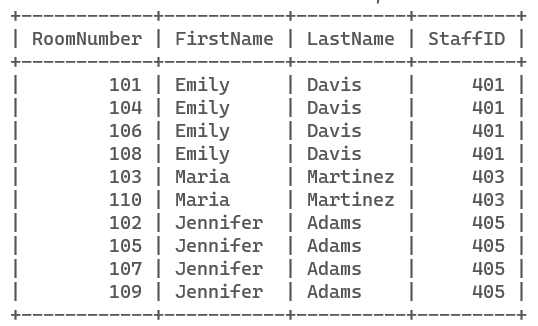 +------------+-----------+----------+---------+
| RoomNumber | FirstName | LastName | StaffID |
+------------+-----------+----------+---------+
|        101 | Emily     | Davis    |     401 |
|        104 | Emily     | Davis    |     401 |
|        106 | Emily     | Davis    |     401 |
|        108 | Emily     | Davis    |     401 |
|        103 | Maria     | Martinez |     403 |
|        110 | Maria     | Martinez |     403 |
|        102 | Jennifer  | Adams    |     405 |
|        105 | Jennifer  | Adams    |     405 |
|        107 | Jennifer  | Adams    |     405 |
|        109 | Jennifer  | Adams    |     405 |
+------------+-----------+----------+---------+